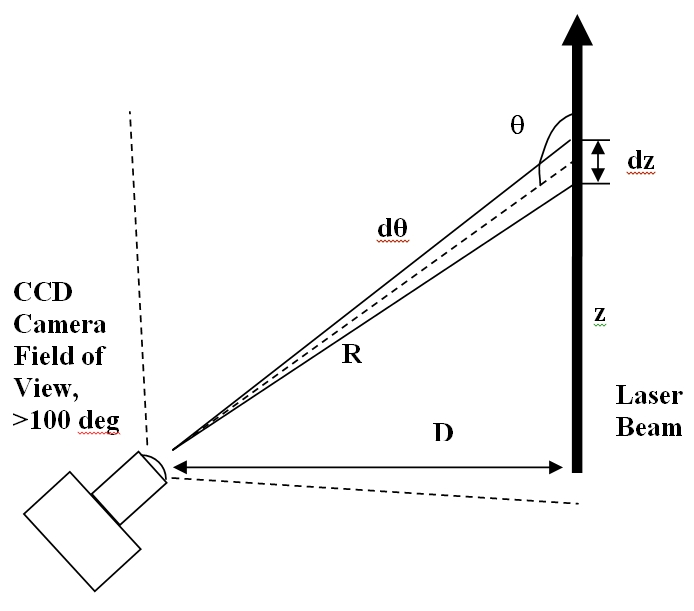 θ
dz
dθ
CCD
Camera
Field of
View,
>100 deg
z
R
Laser
Beam
D